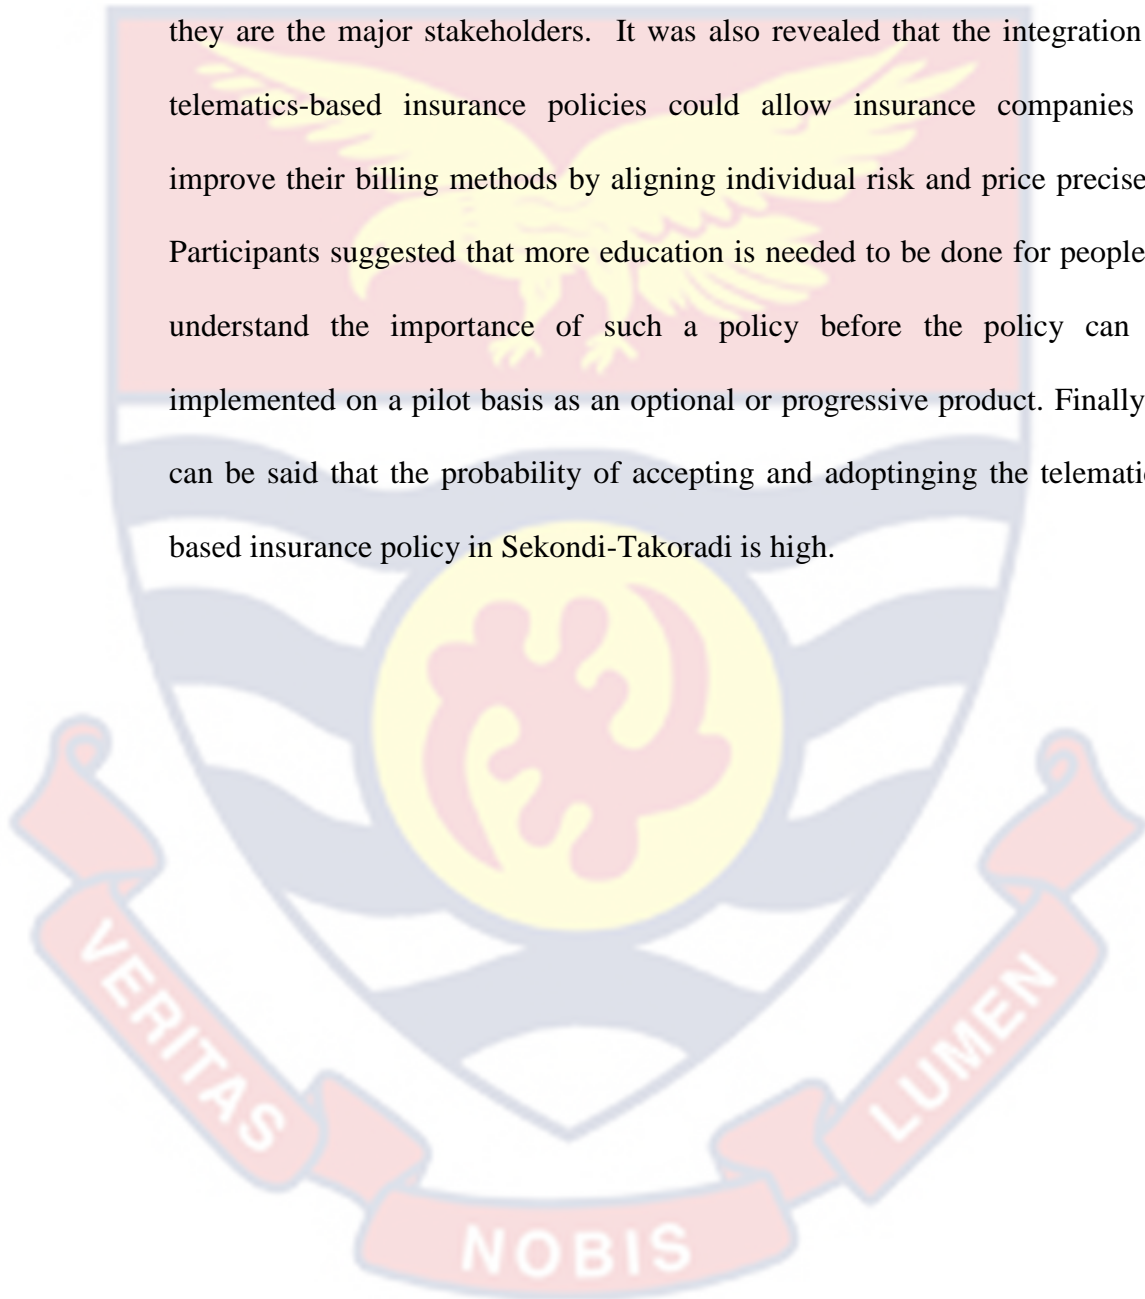 they are the major stakeholders. It was also revealed that the integration
telematics-based insurance policies could allow insurance companies
improve their billing methods by aligning individual risk and price precise
Participants suggested that more education is needed to be done for people
understand the importance of such a policy before the policy can
implemented on a pilot basis as an optional or progressive product. Finally
can be said that the probability of accepting and adoptinging the telematic
based insurance policy in Sekondi-Takoradi is high.
VERITAS
NOBIS
LUMEN